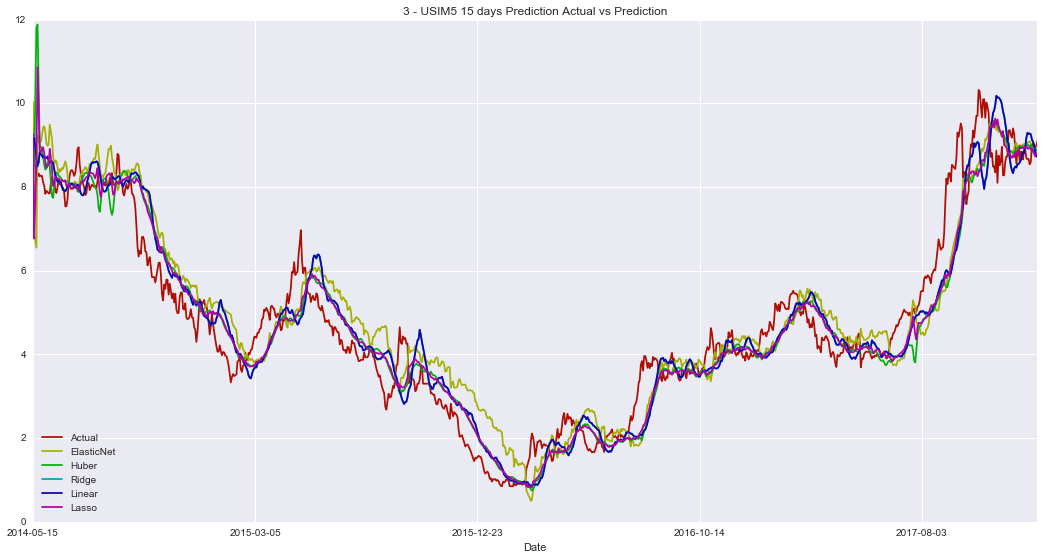 3 - USIM5 15 days Prediction Actual vs Prediction
12
10
8
6
4
2
0
Actual
ElasticNet
Huber
Ridge
Linear
Lasso
2014-05-15
2015-03-05
2015-12-23
2016-10-14
2017-08-03
Date